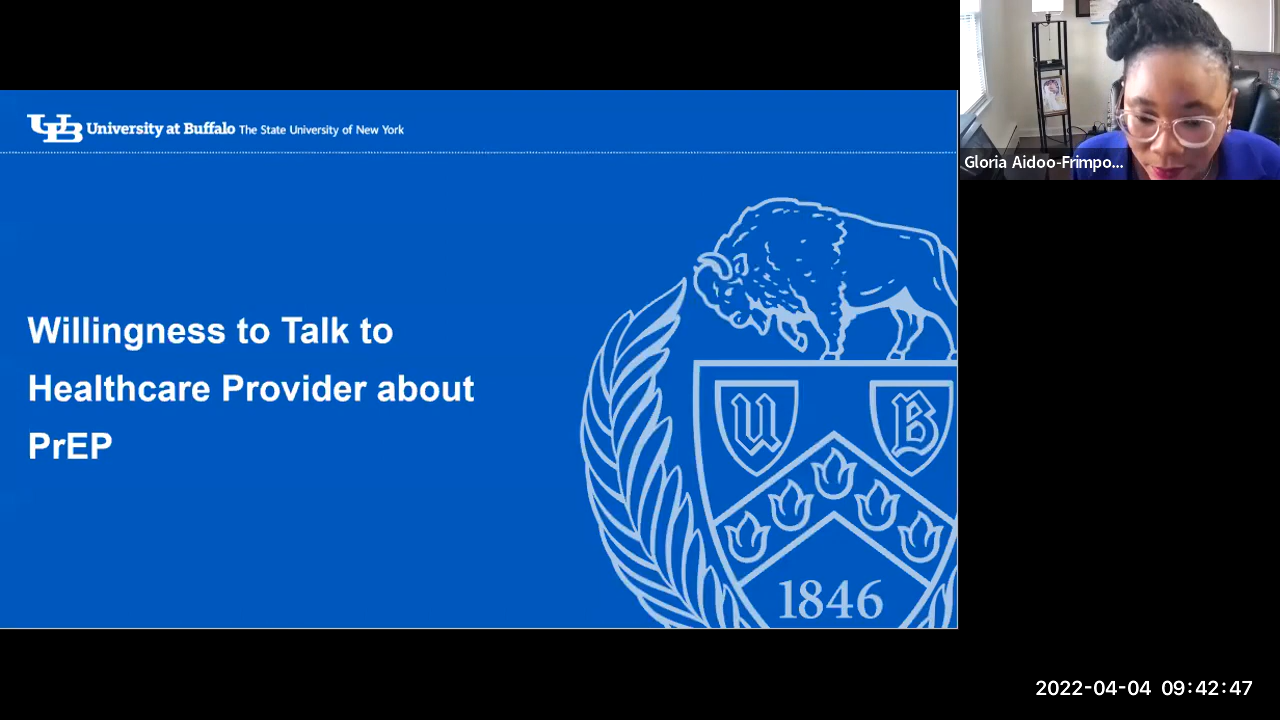 University at Buffalo The State University of New York
Willingness to Talk to
Healthcare Provider about
PrEP
U B
1846
Gloria Aidoo-Frimpo...
2022-04-04 09:42:47